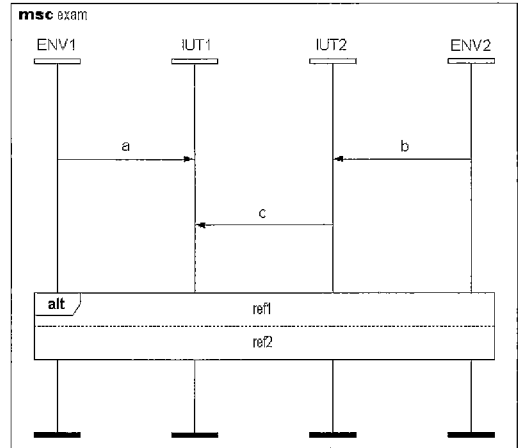 msc exam
ENV1 IUT1 IUT2 ENV2
a b
c
alt ref1
ref2